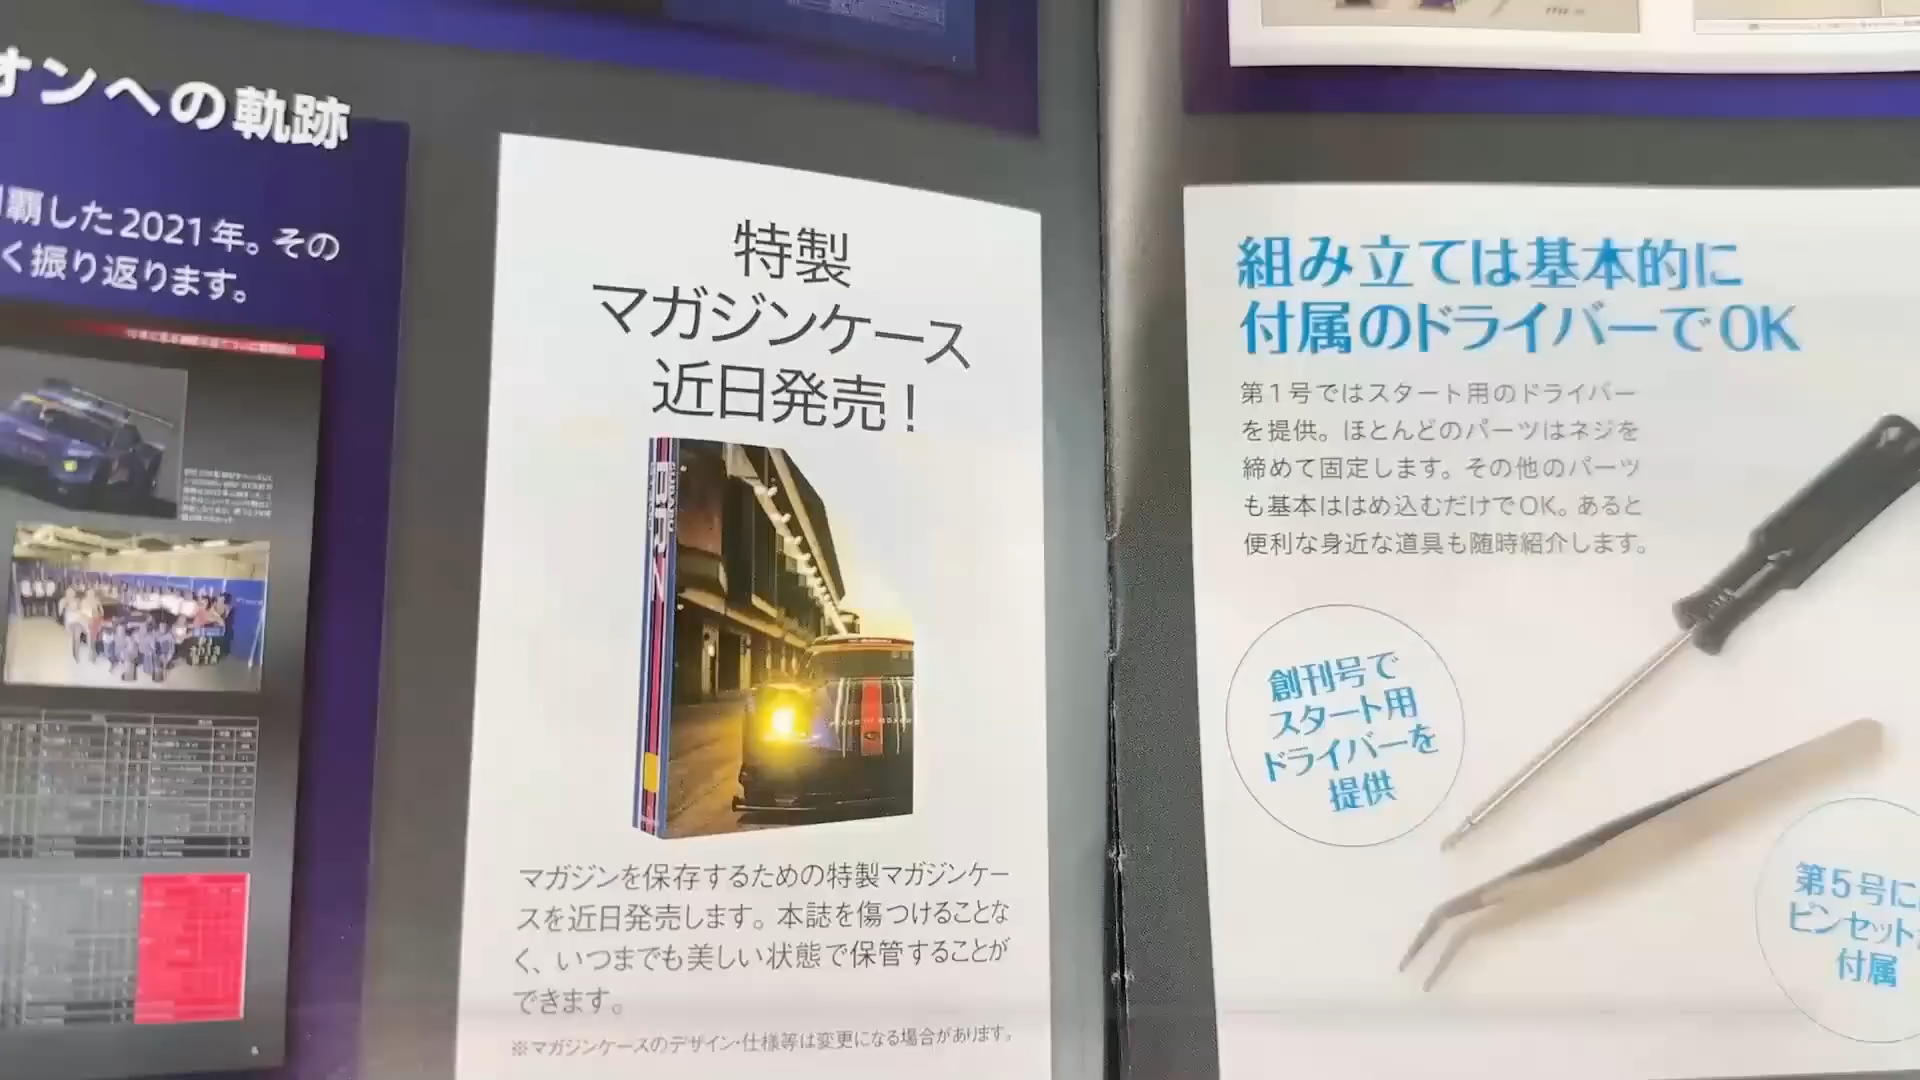 オンへの軌跡
覇した2021年。その
く振り返ります。
特製
マガジンケース
近日発売！
BRZ
マガジンを保存するための特製マガジンケー
スを近日発売します。本誌を傷つけることな
く、いつまでも美しい状態で保管することが
できます。
※マガジンケースのデザイン・仕様等は変更になる場合があります。
組み立ては基本的に
付属のドライバーでOK
第1号ではスタート用のドライバー
を提供。ほとんどのパーツはネジを
締めて固定します。その他のパーツ
も基本ははめ込むだけでOK。あると
便利な身近な道具も随時紹介します。
創刊号で
スタート用
ドライバーを
提供
第5号に
ピンセット
付属